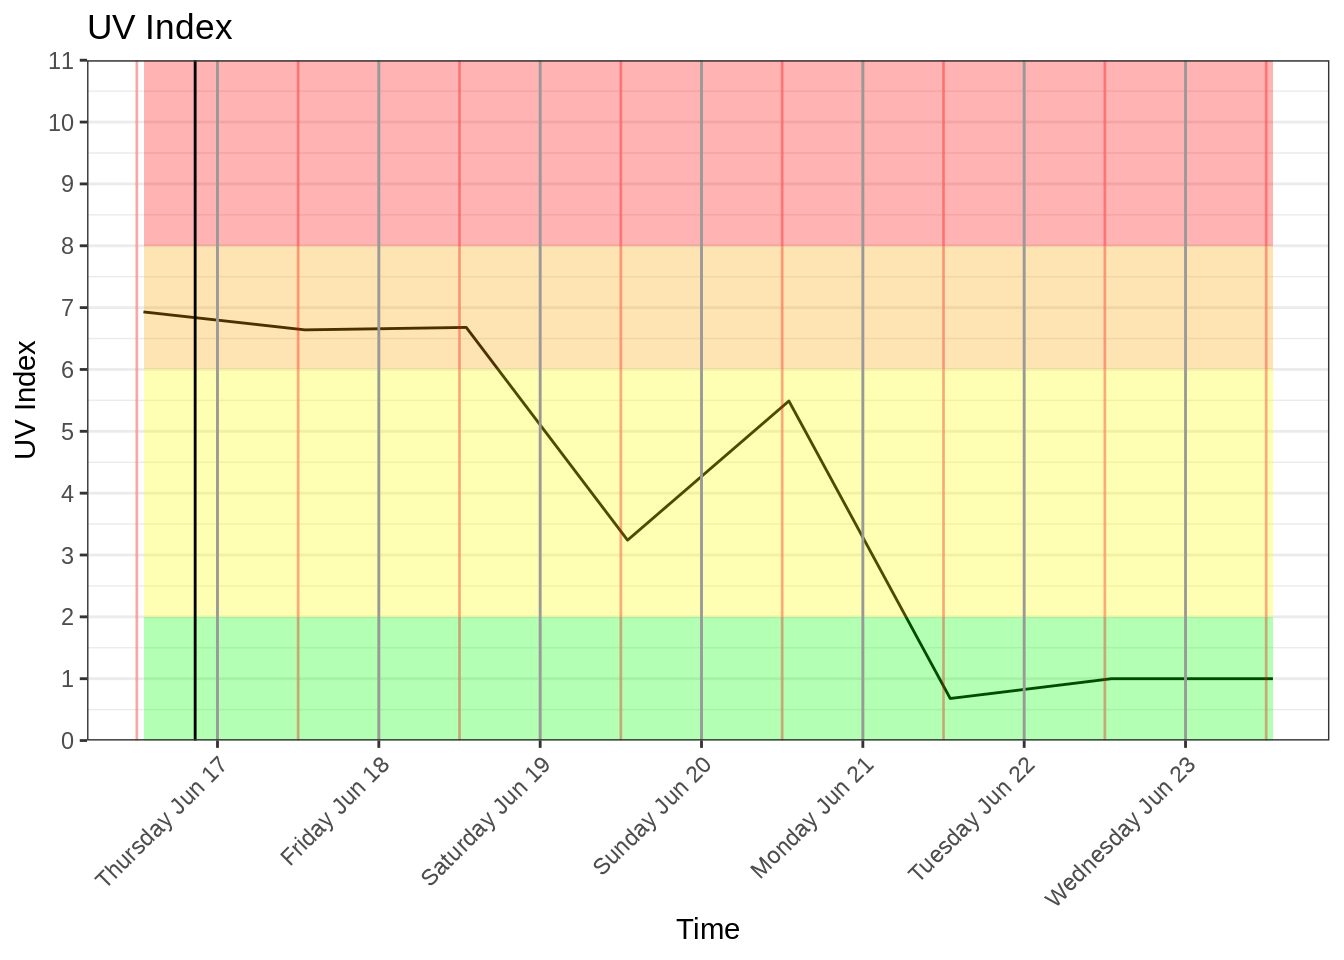 UV Index
11
10
9
8
7
6
5
4
3
2
1
0
UV Index
Thursday Jun 17
Friday Jun 18
Saturday Jun 19
Sunday Jun 20
Monday Jun 21
Tuesday Jun 22
Wednesday Jun 23
Time